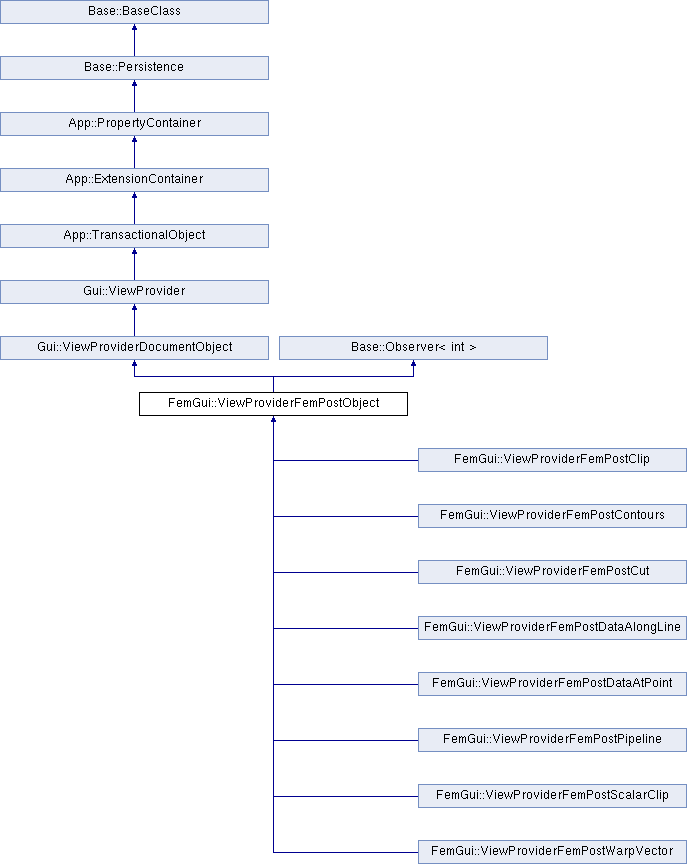 Base::BaseClass
Base::Persistence
App::PropertyContainer
App::ExtensionContainer
App::TransactionalObject
Gui::ViewProvider
Gui::ViewProviderDocumentObject
Base::Observer< int >
FemGui::ViewProviderFemPostObject
FemGui::ViewProviderFemPostClip
FemGui::ViewProviderFemPostContours
FemGui::ViewProviderFemPostCut
FemGui::ViewProviderFemPostDataAlongLine
FemGui::ViewProviderFemPostDataAtPoint
FemGui::ViewProviderFemPostPipeline
FemGui::ViewProviderFemPostScalarClip
FemGui::ViewProviderFemPostWarpVector